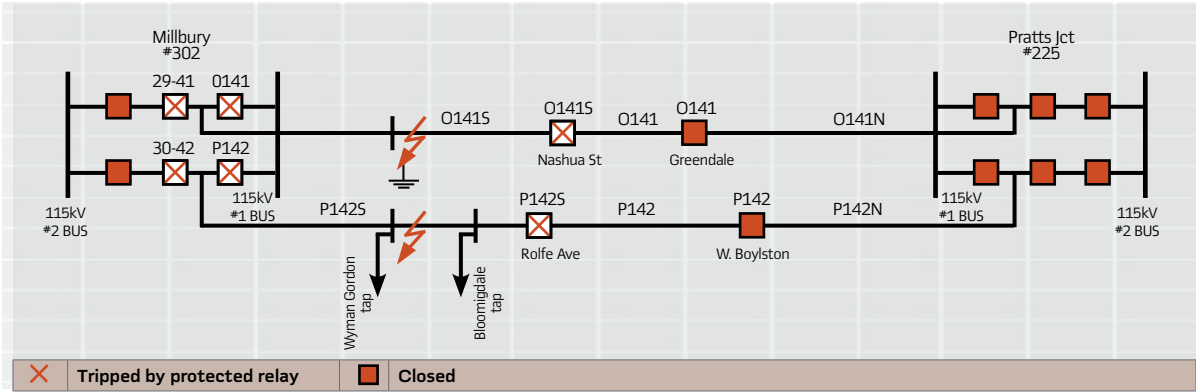 Millbury
#302
Pratts Jct
#225
29-41
O141
O141S
O141S
O141
O141
O141N
Nashua St
Greendale
30-42
P142
115kV
#1 BUS
115kV
#2 BUS
P142S
P142S
P142
P142
P142N
115kV
#1 BUS
115kV
#2 BUS
Rolfe Ave
W. Boylston
Wyman Gordon
tap
Bloomigdale
tap
Tripped by protected relay
Closed